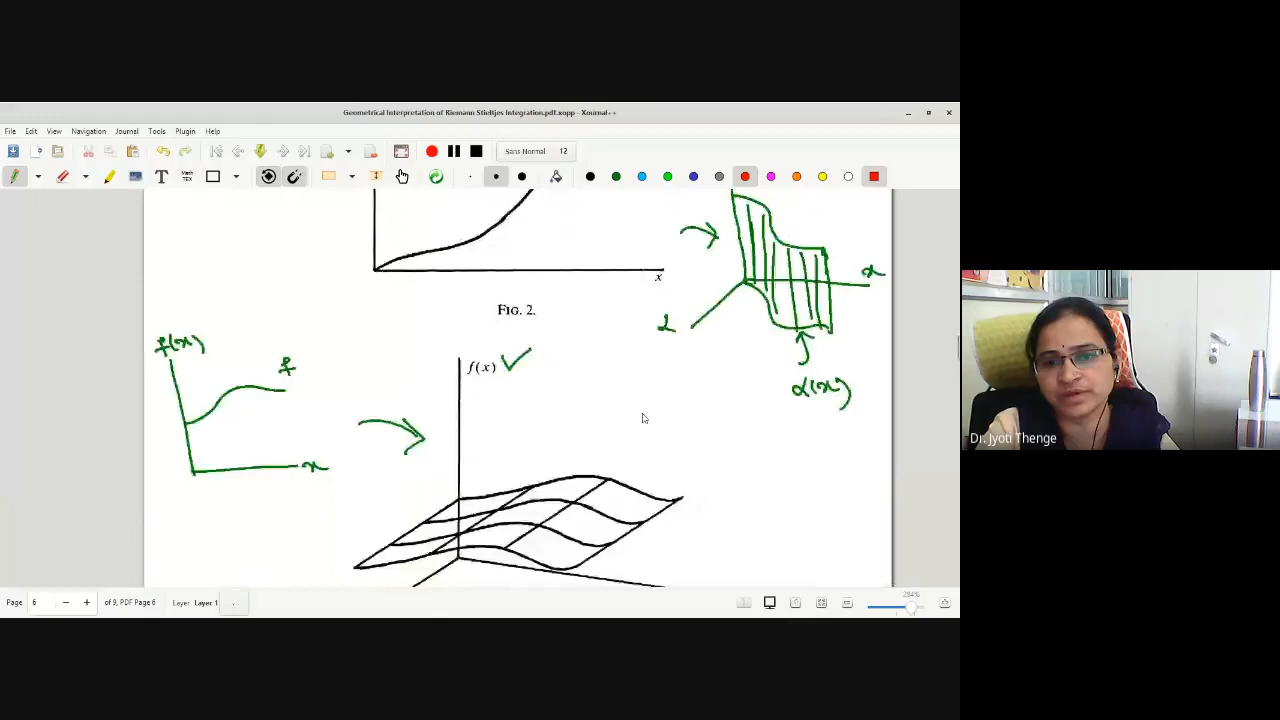 Geometrical Interpretation of Riemann Stieltjes Integration.pdf.xopp - Xournal++
File Edit View Navigation Journal Tools Plugin Help
Sans Normal 12
x
FIG. 2.
x
α
α(x)
f(x)
f
x
f(x)
Dr. Jyoti Thenge
Page 6 of 9, PDF Page 6 Layer Layer 1
284%